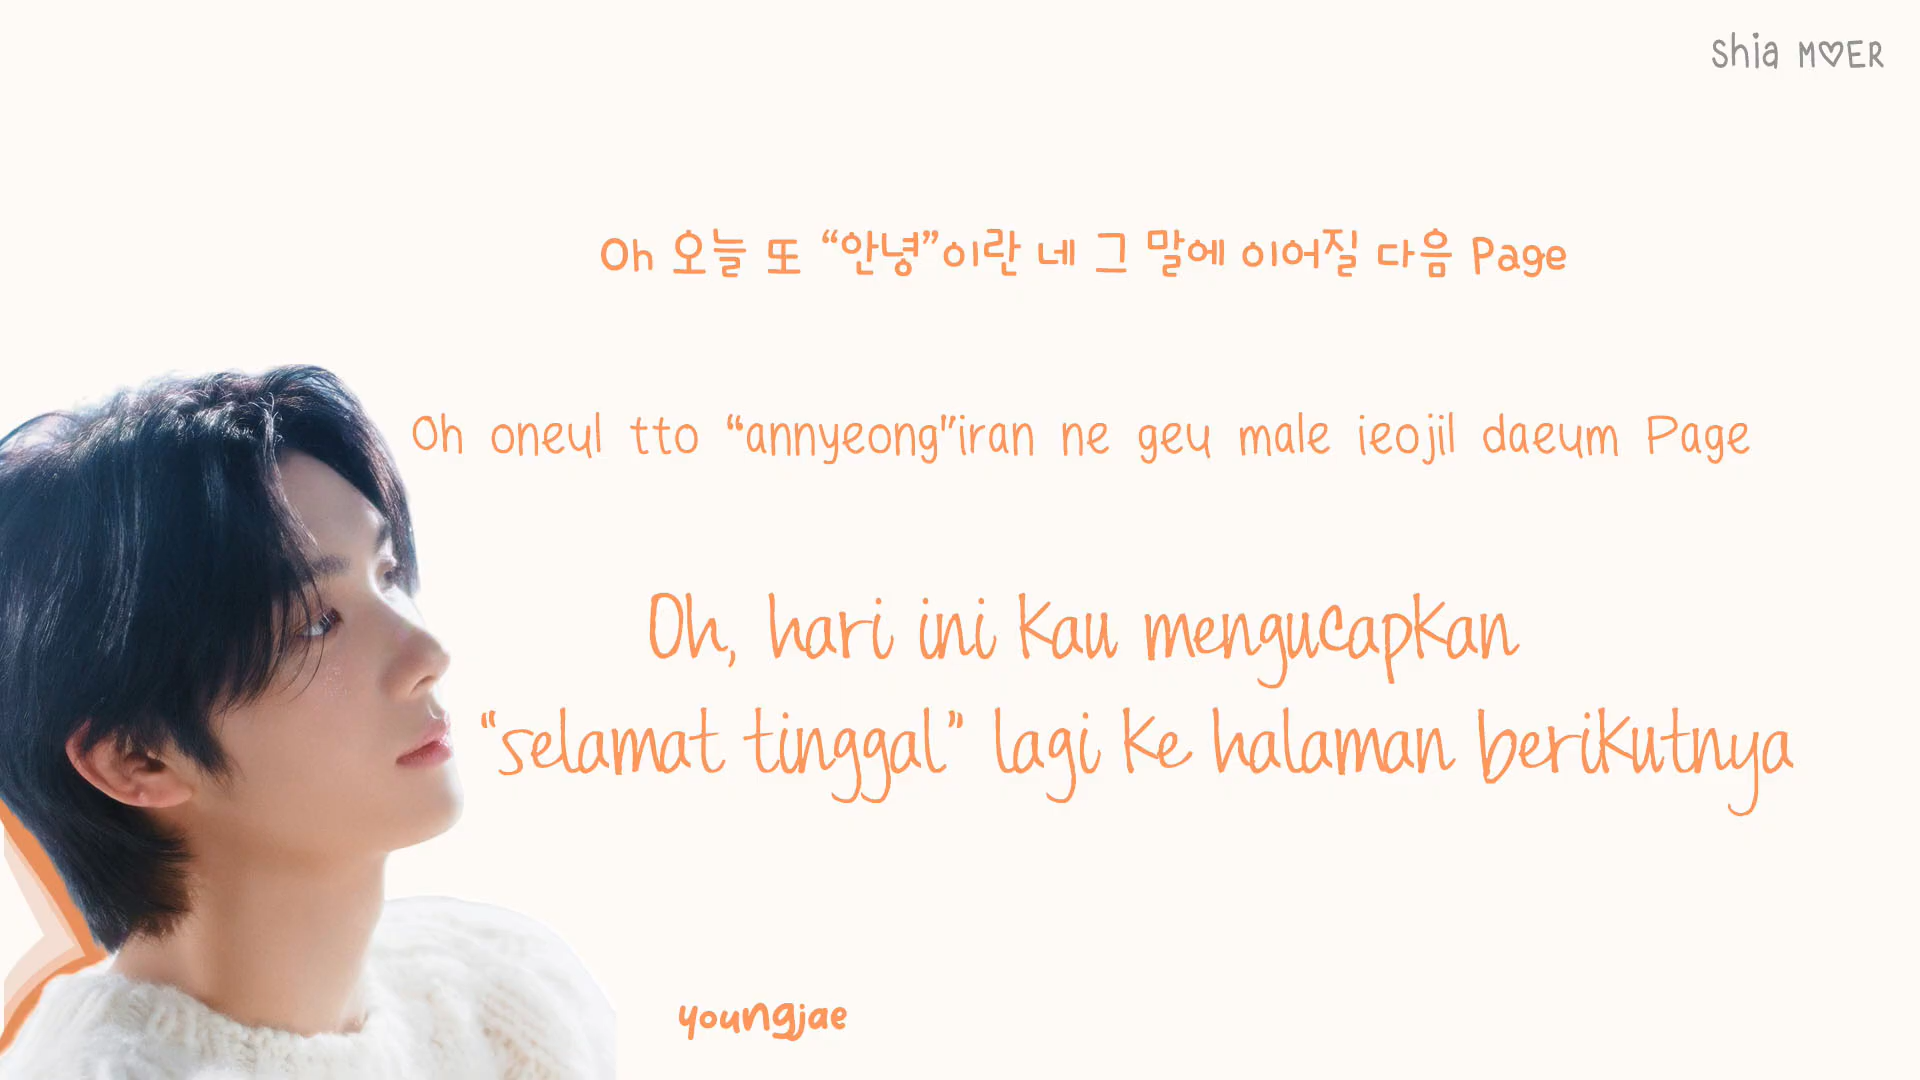 Shia M♡ER
Oh 오늘 또 “안녕”이란 네 그 말에 이어질 다음 Page
Oh oneul tto “annyeong”iran ne geu male ieojil daeum Page
Oh, hari ini kau mengucapkan
“selamat tinggal” lagi ke halaman berikutnya
youngjae